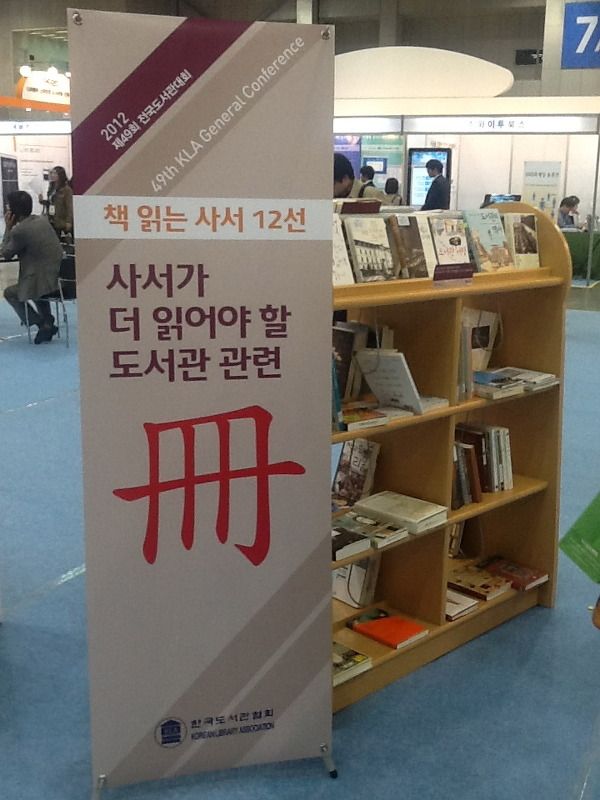 2012
제49회 전국도서관대회
49th KLA General Conference
책 읽는 사서 12선
사서가
더 읽어야 할
도서관 관련
冊
KLA
한국도서관협회
KOREAN LIBRARY ASSOCIATION
7